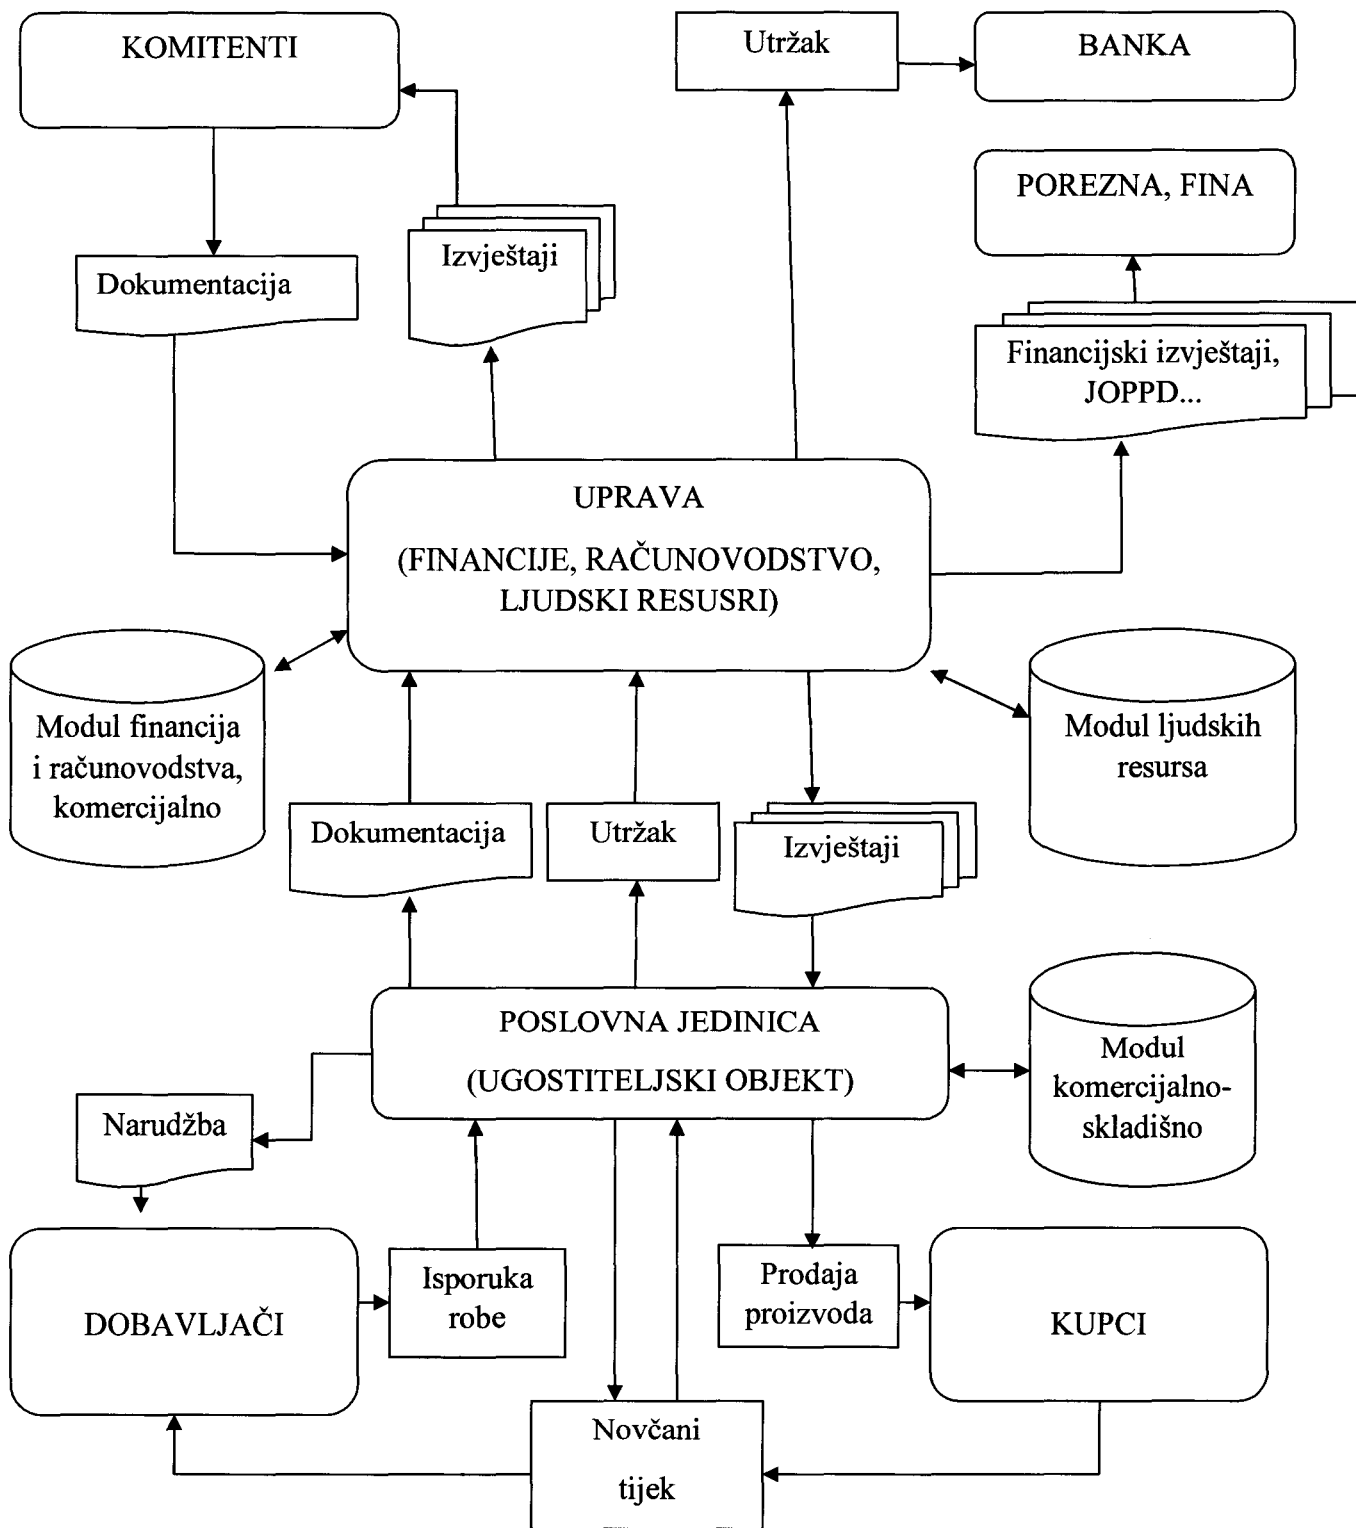 KOMITENTI
Utržak
BANKA
POREZNA, FINA
Dokumentacija
Izvještaji
Financijski izvještaji,
JOPPD...
UPRAVA
(FINANCIJE, RAČUNOVODSTVO,
LJUDSKI RESUSRI)
Modul financija
i računovodstva,
komercijalno
Modul ljudskih
resursa
Dokumentacija
Utržak
Izvještaji
POSLOVNA JEDINICA
(UGOSTITELJSKI OBJEKT)
Modul
komercijalno-
skladišno
Narudžba
DOBAVLJAČI
Isporuka
robe
Prodaja
proizvoda
KUPCI
Novčani
tijek